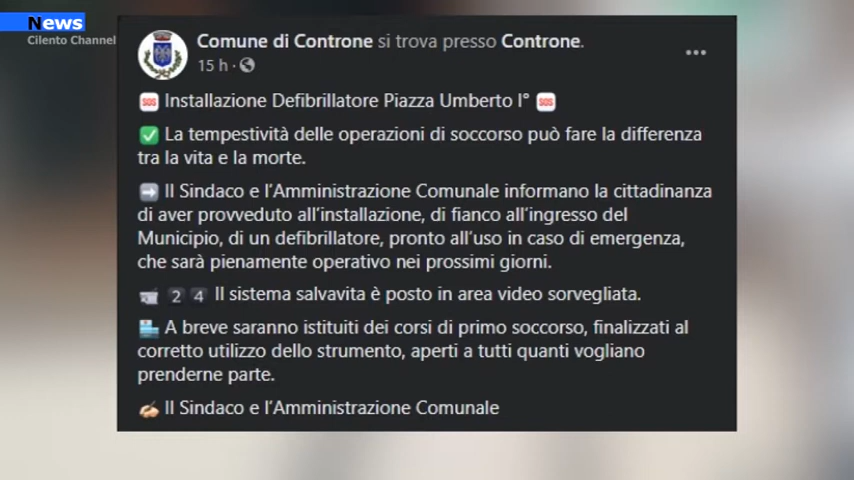 News
Cilento Channel
Comune di Controne si trova presso Controne.
15 h ·
SOS Installazione Defibrillatore Piazza Umberto I° SOS
✅ La tempestività delle operazioni di soccorso può fare la differenza
tra la vita e la morte.
➡ Il Sindaco e l'Amministrazione Comunale informano la cittadinanza
di aver provveduto all'installazione, di fianco all'ingresso del
Municipio, di un defibrillatore, pronto all'uso in caso di emergenza,
che sarà pienamente operativo nei prossimi giorni.
2 4 Il sistema salvavita è posto in area video sorvegliata.
A breve saranno istituiti dei corsi di primo soccorso, finalizzati al
corretto utilizzo dello strumento, aperti a tutti quanti vogliano
prenderne parte.
✍ Il Sindaco e l'Amministrazione Comunale